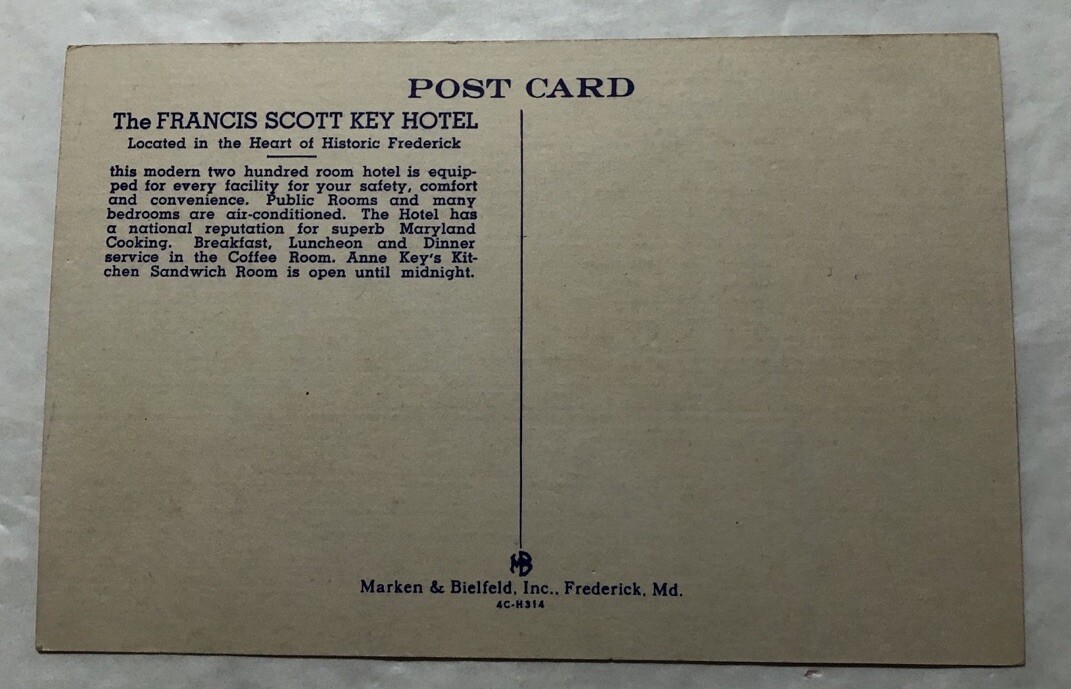 POST CARD
The FRANCIS SCOTT KEY HOTEL
Located in the Heart of Historic Frederick
this modern two hundred room hotel is equip-
ped for every facility for your safety, comfort
and convenience. Public Rooms and many
bedrooms are air-conditioned. The Hotel has
a national reputation for superb Maryland
Cooking. Breakfast, Luncheon and Dinner
service in the Coffee Room. Anne Key's Kit-
chen Sandwich Room is open until midnight.
MB
Marken & Bielfeld, Inc., Frederick, Md.
4C-H314